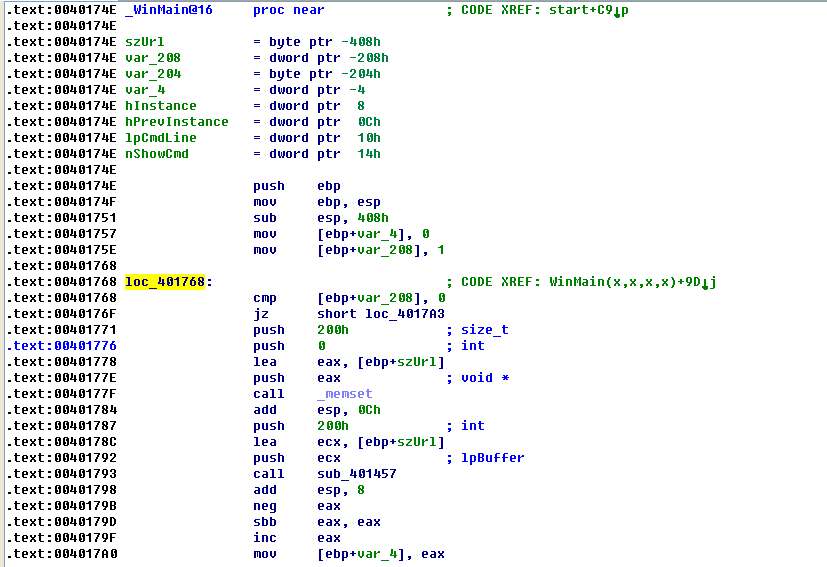 .text:0040174E _WinMain@16     proc near               ; CODE XREF: start+C9↓p
.text:0040174E
.text:0040174E szUrl           = byte ptr -408h
.text:0040174E var_208         = dword ptr -208h
.text:0040174E var_204         = byte ptr -204h
.text:0040174E var_4           = dword ptr -4
.text:0040174E hInstance       = dword ptr  8
.text:0040174E hPrevInstance   = dword ptr  0Ch
.text:0040174E lpCmdLine       = dword ptr  10h
.text:0040174E nShowCmd        = dword ptr  14h
.text:0040174E
.text:0040174E                 push    ebp
.text:0040174F                 mov     ebp, esp
.text:00401751                 sub     esp, 408h
.text:00401757                 mov     [ebp+var_4], 0
.text:0040175E                 mov     [ebp+var_208], 1
.text:00401768
.text:00401768 loc_401768:                             ; CODE XREF: WinMain(x,x,x,x)+9D↓j
.text:00401768                 cmp     [ebp+var_208], 0
.text:0040176F                 jz      short loc_4017A3
.text:00401771                 push    200h            ; size_t
.text:00401776                 push    0               ; int
.text:00401778                 lea     eax, [ebp+szUrl]
.text:0040177E                 push    eax             ; void *
.text:0040177F                 call    _memset
.text:00401784                 add     esp, 0Ch
.text:00401787                 push    200h            ; int
.text:0040178C                 lea     ecx, [ebp+szUrl]
.text:00401792                 push    ecx             ; lpBuffer
.text:00401793                 call    sub_401457
.text:00401798                 add     esp, 8
.text:0040179B                 neg     eax
.text:0040179D                 sbb     eax, eax
.text:0040179F                 inc     eax
.text:004017A0                 mov     [ebp+var_4], eax